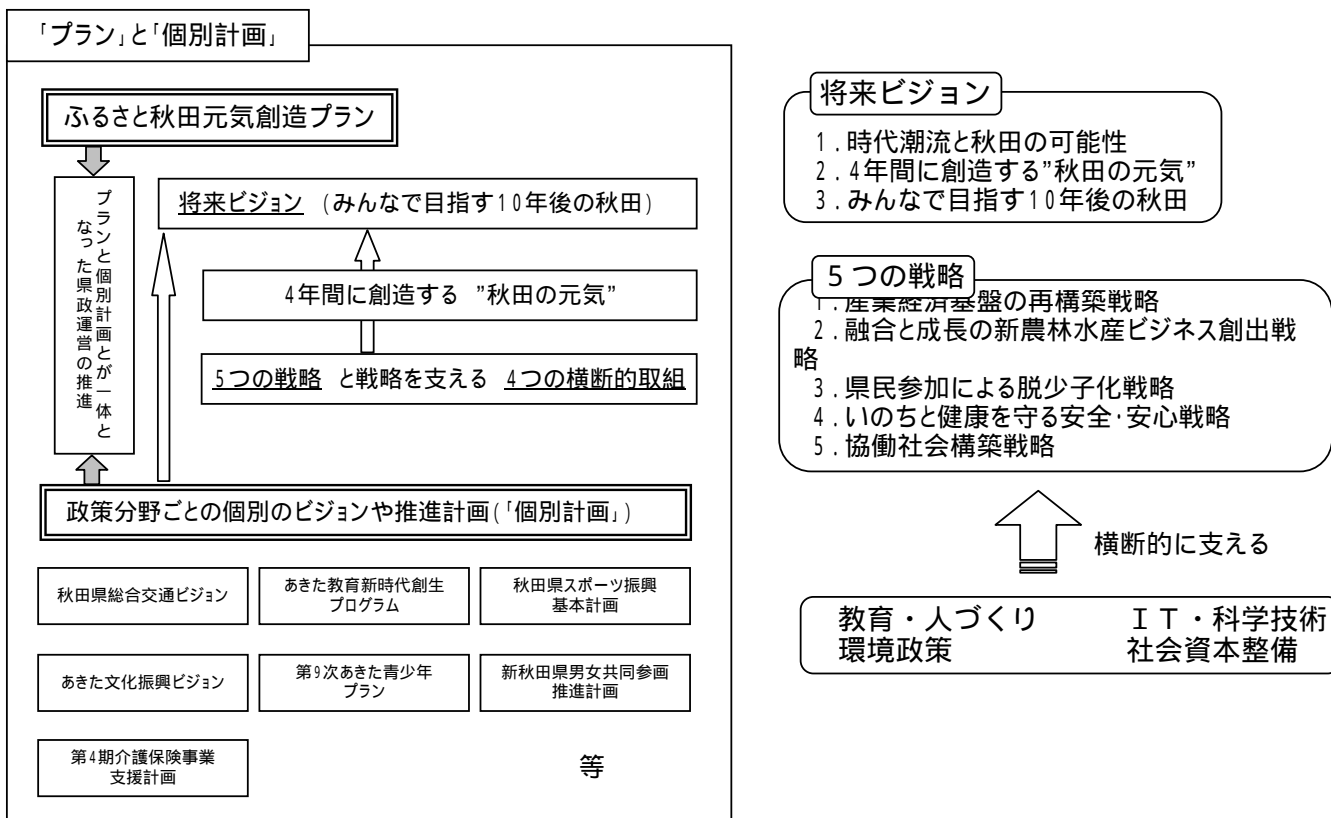 「プラン」と「個別計画」
ふるさと秋田元気創造プラン
プランと個別計画とが一体と
なった県政運営の推進
将来ビジョン (みんなで目指す10年後の秋田)
4年間に創造する ”秋田の元気”
5つの戦略 と戦略を支える 4つの横断的取組
政策分野ごとの個別のビジョンや推進計画(「個別計画」)
秋田県総合交通ビジョン
あきた教育新時代創生
プログラム
秋田県スポーツ振興
基本計画
あきた文化振興ビジョン
第9次あきた青少年
プラン
新秋田県男女共同参画
推進計画
第4期介護保険事業
支援計画
等
将来ビジョン
1.時代潮流と秋田の可能性
2.4年間に創造する”秋田の元気”
3.みんなで目指す10年後の秋田
5つの戦略
1.産業経済基盤の再構築戦略
2.融合と成長の新農林水産ビジネス創出戦
略
3.県民参加による脱少子化戦略
4.いのちと健康を守る安全・安心戦略
5.協働社会構築戦略
横断的に支える
教育・人づくり IT・科学技術
環境政策 社会資本整備